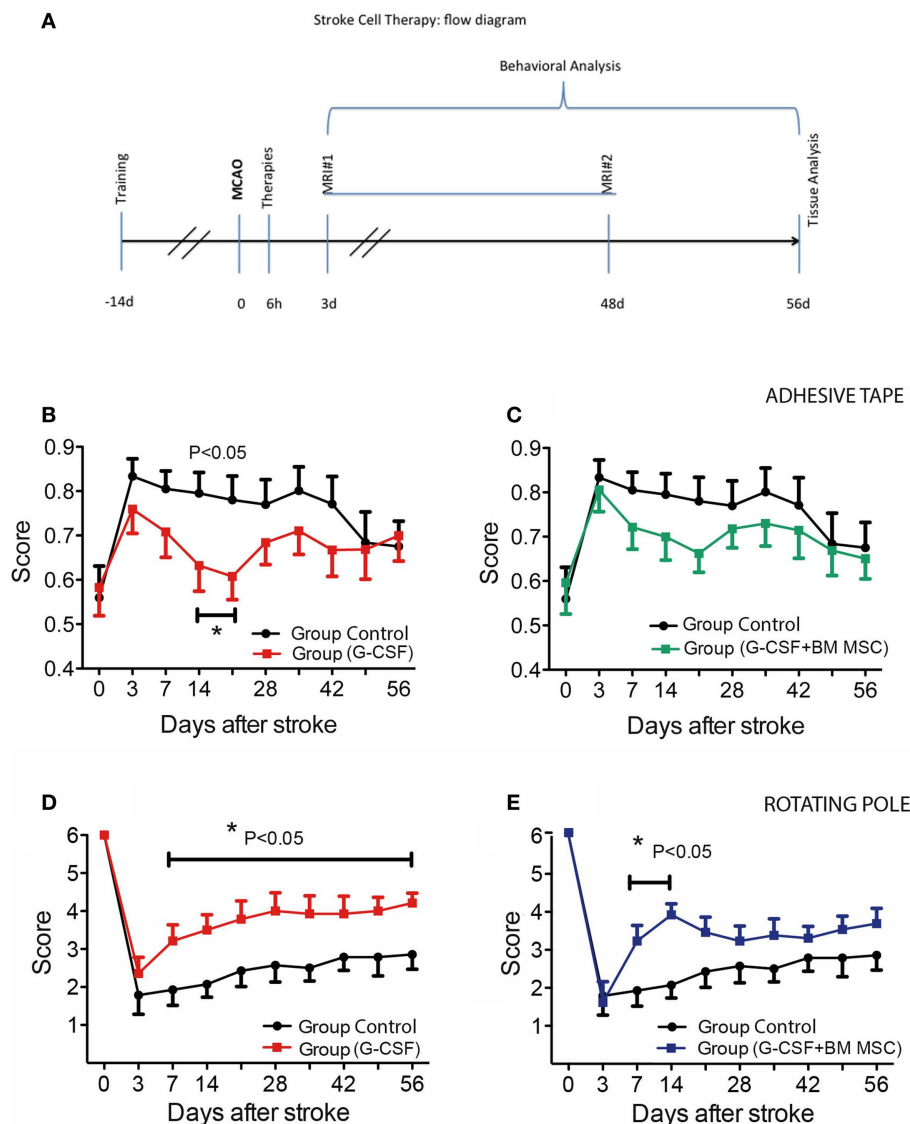 A
Stroke Cell Therapy: flow diagram
Behavioral Analysis
Training
MCAO
Therapies
MRI#1
MRI#2
Tissue Analysis
-14d
0
6h
3d
48d
56d
ADHESIVE TAPE
B
P<0.05
0.9
0.8
0.7
0.6
0.5
0.4
Score
*
Group Control
Group (G-CSF)
0 3 7 14 28 42 56
Days after stroke
C
0.9
0.8
0.7
0.6
0.5
0.4
Score
Group Control
Group (G-CSF+BM MSC)
0 3 7 14 28 42 56
Days after stroke
ROTATING POLE
D
* P<0.05
6
5
4
3
2
1
Score
Group Control
Group (G-CSF)
0 3 7 14 28 42 56
Days after stroke
E
* P<0.05
6
5
4
3
2
1
Score
Group Control
Group (G-CSF+BM MSC)
0 3 7 14 28 42 56
Days after stroke